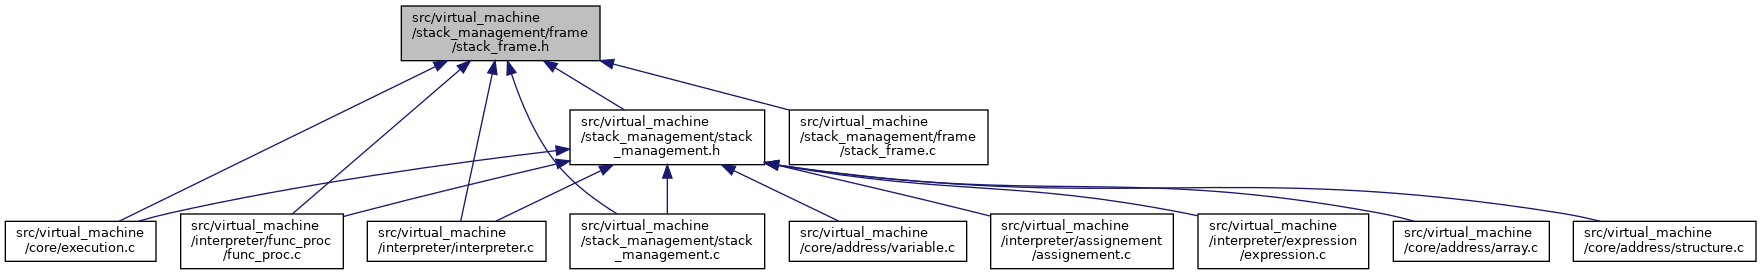 src/virtual_machine
/stack_management/frame
/stack_frame.h
src/virtual_machine
/stack_management/stack
_management.h
src/virtual_machine
/stack_management/frame
/stack_frame.c
src/virtual_machine
/core/execution.c
src/virtual_machine
/interpreter/func_proc
/func_proc.c
src/virtual_machine
/interpreter/interpreter.c
src/virtual_machine
/stack_management/stack
_management.c
src/virtual_machine
/core/address/variable.c
src/virtual_machine
/interpreter/assignement
/assignement.c
src/virtual_machine
/interpreter/expression
/expression.c
src/virtual_machine
/core/address/array.c
src/virtual_machine
/core/address/structure.c